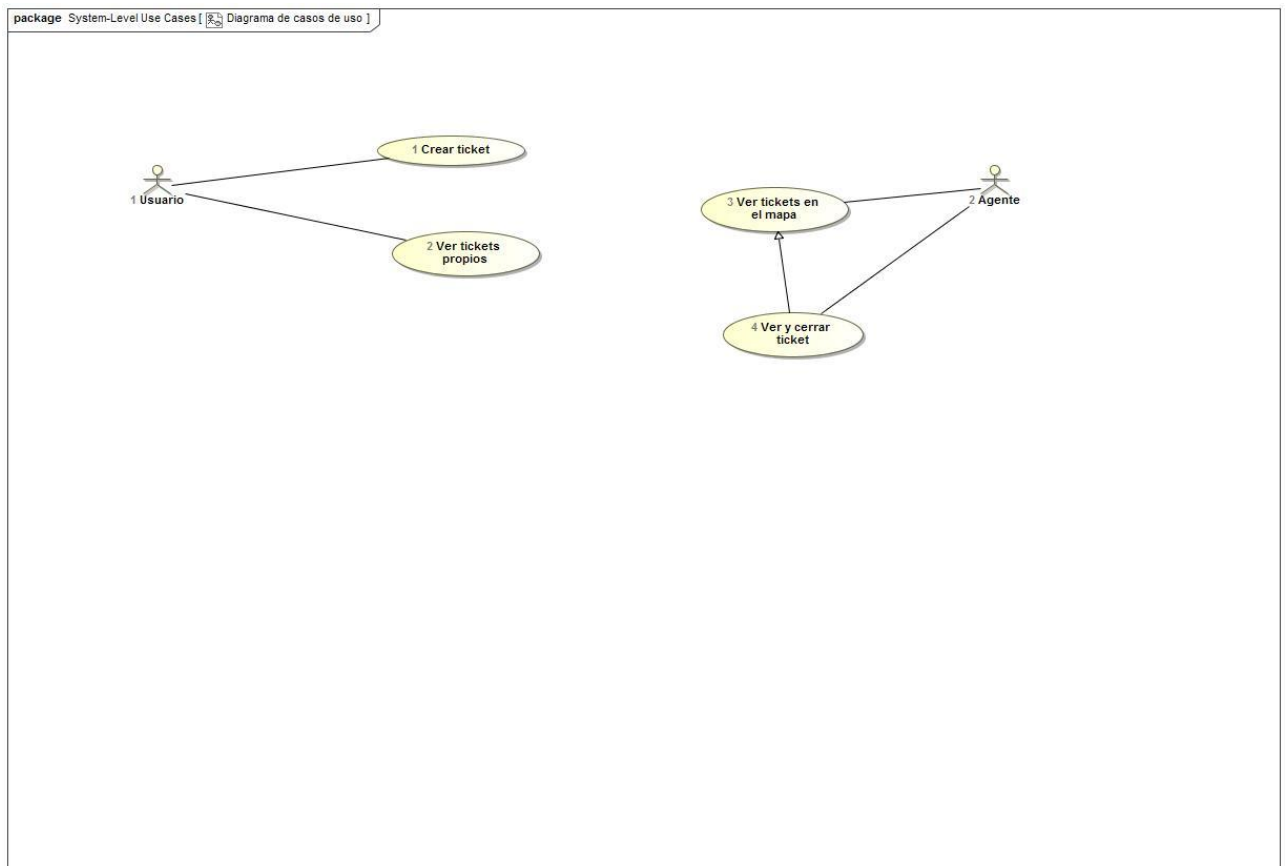 package System-Level Use Cases [ Diagrama de casos de uso ]
1 Crear ticket
1 Usuario
2 Ver tickets
propios
3 Ver tickets en
el mapa
2 Agente
4 Ver y cerrar
ticket